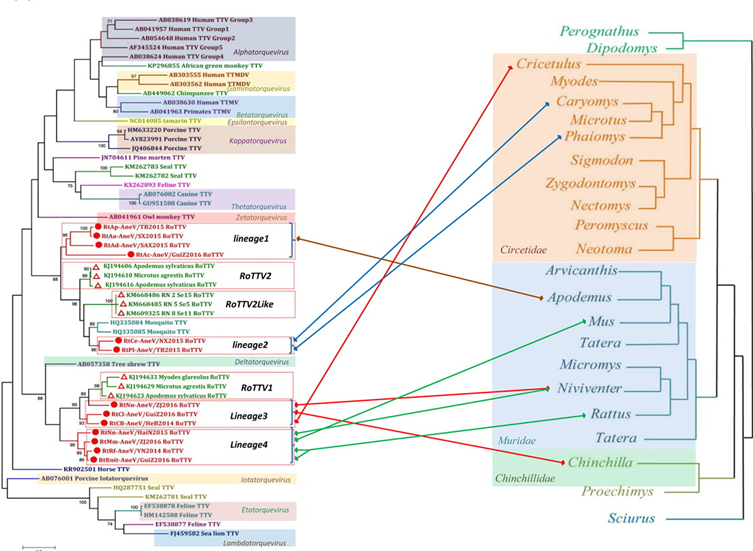 AB038619 Human TTV Group3
AB041957 Human TTV Group1
AB054648 Human TTV Group2
AF345524 Human TTV Group5
AB038624 Human TTV Group4
Alphatorquevirus
KP296855 African green monkey TTV
AB303555 Human TTMDV
AB303562 Human TTMDV
Gammatorquevirus
AB449062 Chimpanzee TTV
AB038630 Human TTMV
AB041963 Primates TTMV
Betatorquevirus
NC014085 tamarin TTV
Epsilontorquevirus
HM633220 Porcine TTV
AY823991 Porcine TTV
JQ406844 Porcine TTV
Kappatorquevirus
JN704611 Pine marten TTV
KM262783 Seal TTV
KM262782 Seal TTV
KX262893 Feline TTV
AB076002 Canine TTV
GU951508 Canine TTV
Thetatorquevirus
AB041961 Owl monkey TTV
Zetatorquevirus
RtAp-AneV/TB2015 RoTTV
RtAa-AneV/SX2015 RoTTV
RtAd-AneV/SAX2015 RoTTV
RtAc-AneV/GuiZ2016 RoTTV
lineage1
KJ194606 Apodemus sylvaticus RoTTV
KJ194610 Microtus agrestis RoTTV
KJ194616 Apodemus sylvaticus RoTTV
RoTTV2
KM668486 RN 2 Se15 RoTTV
KM668485 RN 5 Se5 RoTTV
KM609325 RN 8 Se11 RoTTV
RoTTV2Like
HQ335084 Mosquito TTV
HQ335085 Mosquito TTV
RtCe-AneV/NX2015 RoTTV
RtPl-AneV/TB2015 RoTTV
lineage2
Deltatorquevirus
AB057358 Tree shrew TTV
KJ194633 Myodes glareolus RoTTV
KJ194629 Microtus agrestis RoTTV
KJ194623 Apodemus sylvaticus RoTTV
RoTTV1
RtNn-AneV/ZJ2016 RoTTV
RtCl-AneV/GuiZ2016 RoTTV
RtCB-AneV/HeB2014 RoTTV
Lineage3
RtNn-AneV/HaiN2015 RoTTV
RtMm-AneV/ZJ2016 RoTTV
RtRf-AneV/YN2014 RoTTV
RtRnit-AneV/GuiZ2016 RoTTV
Lineage4
KR902501 Horse TTV
AB076001 Porcine Iotatorquevirus
Iotatorquevirus
HQ287751 Seal TTV
KM262781 Seal TTV
EF538878 Feline TTV
HM142588 Feline TTV
Etatorquevirus
EF538877 Feline TTV
FJ459582 Sea lion TTV
Lambdatorquevirus
Perognathus
Dipodomys
Cricetulus
Myodes
Caryomys
Microtus
Phaiomys
Sigmodon
Zygodontomys
Nectomys
Peromyscus
Neotoma
Circetidae
Arvicanthis
Apodemus
Mus
Tatera
Micromys
Niviventer
Rattus
Tatera
Muridae
Chinchilla
Chinchillidae
Proechimys
Sciurus